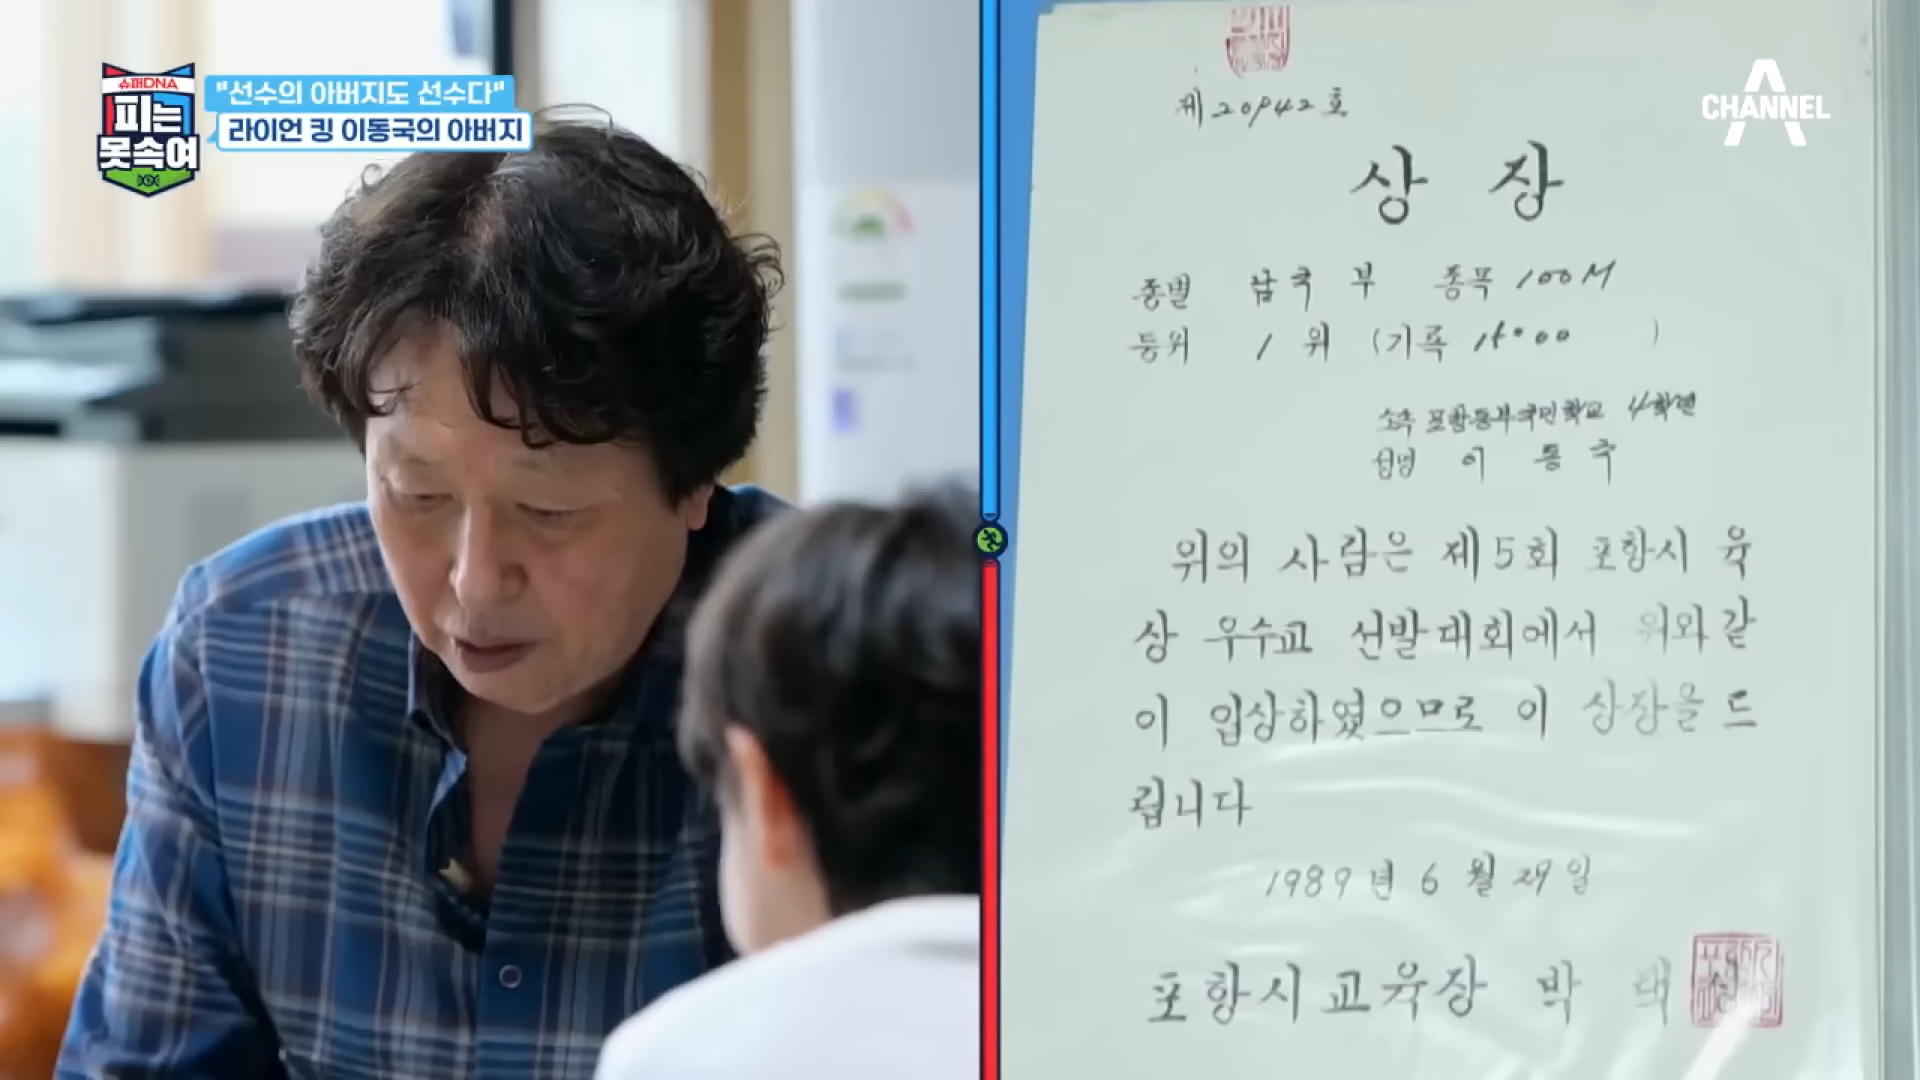 슈퍼DNA
피는
못속여
"선수의 아버지도 선수다"
라이언 킹 이동국의 아버지
CHANNEL A
제20942호
상 장
종별 남국부 종목 100M
등위 1 위 (기록 )
소속 포항동부국민학교 4학년
성명 이 동 국
위의 사람은 제5회 포항시 육
상 우수교 선발대회에서 위와 같
이 입상하였으므로 이 상장을 드
립니다
1989년 6월 29일
포항시교육장 박 태